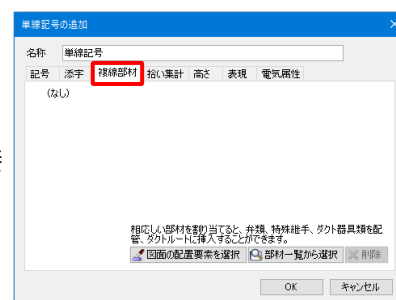 単線記号の追加
名称 単線記号
記号 添字 複線部材 拾い集計 高さ 表現 電気属性
(なし)
相応しい部材を割り当てると、弁類、特殊継手、ダクト器具類を配
管、ダクトルートに挿入することができます。
図面の配置要素を選択 部材一覧から選択 削除
OK キャンセル